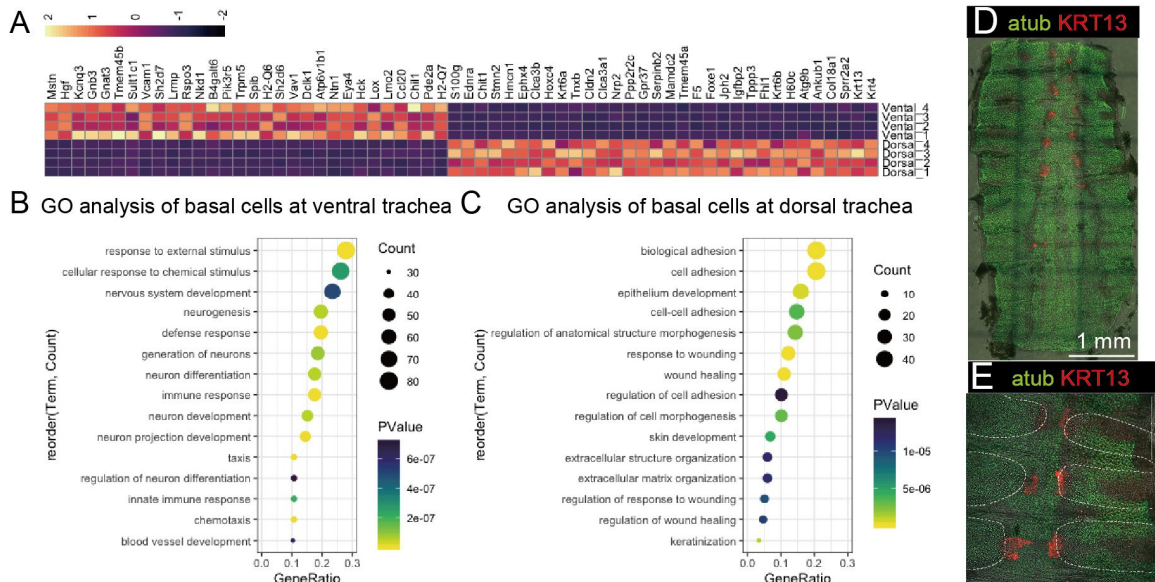 A
2
1
0
-1
-2
Mstn
Hgf
Kcnq3
Gnb3
Gnat3
Tmem45b
Sult1c1
Vcam1
Sh2d7
Lrmp
Rspo3
Nkd1
B4galt6
Pik3r5
Trpm5
Spib
H2-Q6
Sh2d6
Vav1
Dclk1
Atp6v1b1
Ntn1
Eya4
Hck
Lox
Lmo2
Ccl20
Chil1
Pde2a
H2-Q7
S100g
Ednra
Chit1
Stmn2
Hmcn1
Ephx4
Clca3b
Hoxc4
Krt6a
Tnxb
Cldn2
Clca3a1
Nrp2
Ppp2r2c
Gpr37
Serpinb2
Mamdc2
Tmem45a
F5
Foxe1
Jph2
Igfbp2
Tppp3
Fhl1
Krt6b
H60c
Atg9b
Ankub1
Col18a1
Sprr2a2
Krt13
Krt4
Vental_4
Vental_3
Vental_2
Vental_1
Dorsal_4
Dorsal_3
Dorsal_2
Dorsal_1
B GO analysis of basal cells at ventral trachea
reorder(Term, Count)
response to external stimulus
cellular response to chemical stimulus
nervous system development
neurogenesis
defense response
generation of neurons
neuron differentiation
immune response
neuron development
neuron projection development
taxis
regulation of neuron differentiation
innate immune response
chemotaxis
blood vessel development
0.0 0.1 0.2 0.3
GeneRatio
Count
30
40
50
60
70
80
PValue
6e-07
4e-07
2e-07
C GO analysis of basal cells at dorsal trachea
reorder(Term, Count)
biological adhesion
cell adhesion
epithelium development
cell-cell adhesion
regulation of anatomical structure morphogenesis
response to wounding
wound healing
regulation of cell adhesion
regulation of cell morphogenesis
skin development
extracellular structure organization
extracellular matrix organization
regulation of response to wounding
regulation of wound healing
keratinization
0.0 0.1 0.2 0.3
GeneRatio
Count
10
20
30
40
PValue
1e-05
5e-06
D
atub KRT13
1 mm
E
atub KRT13